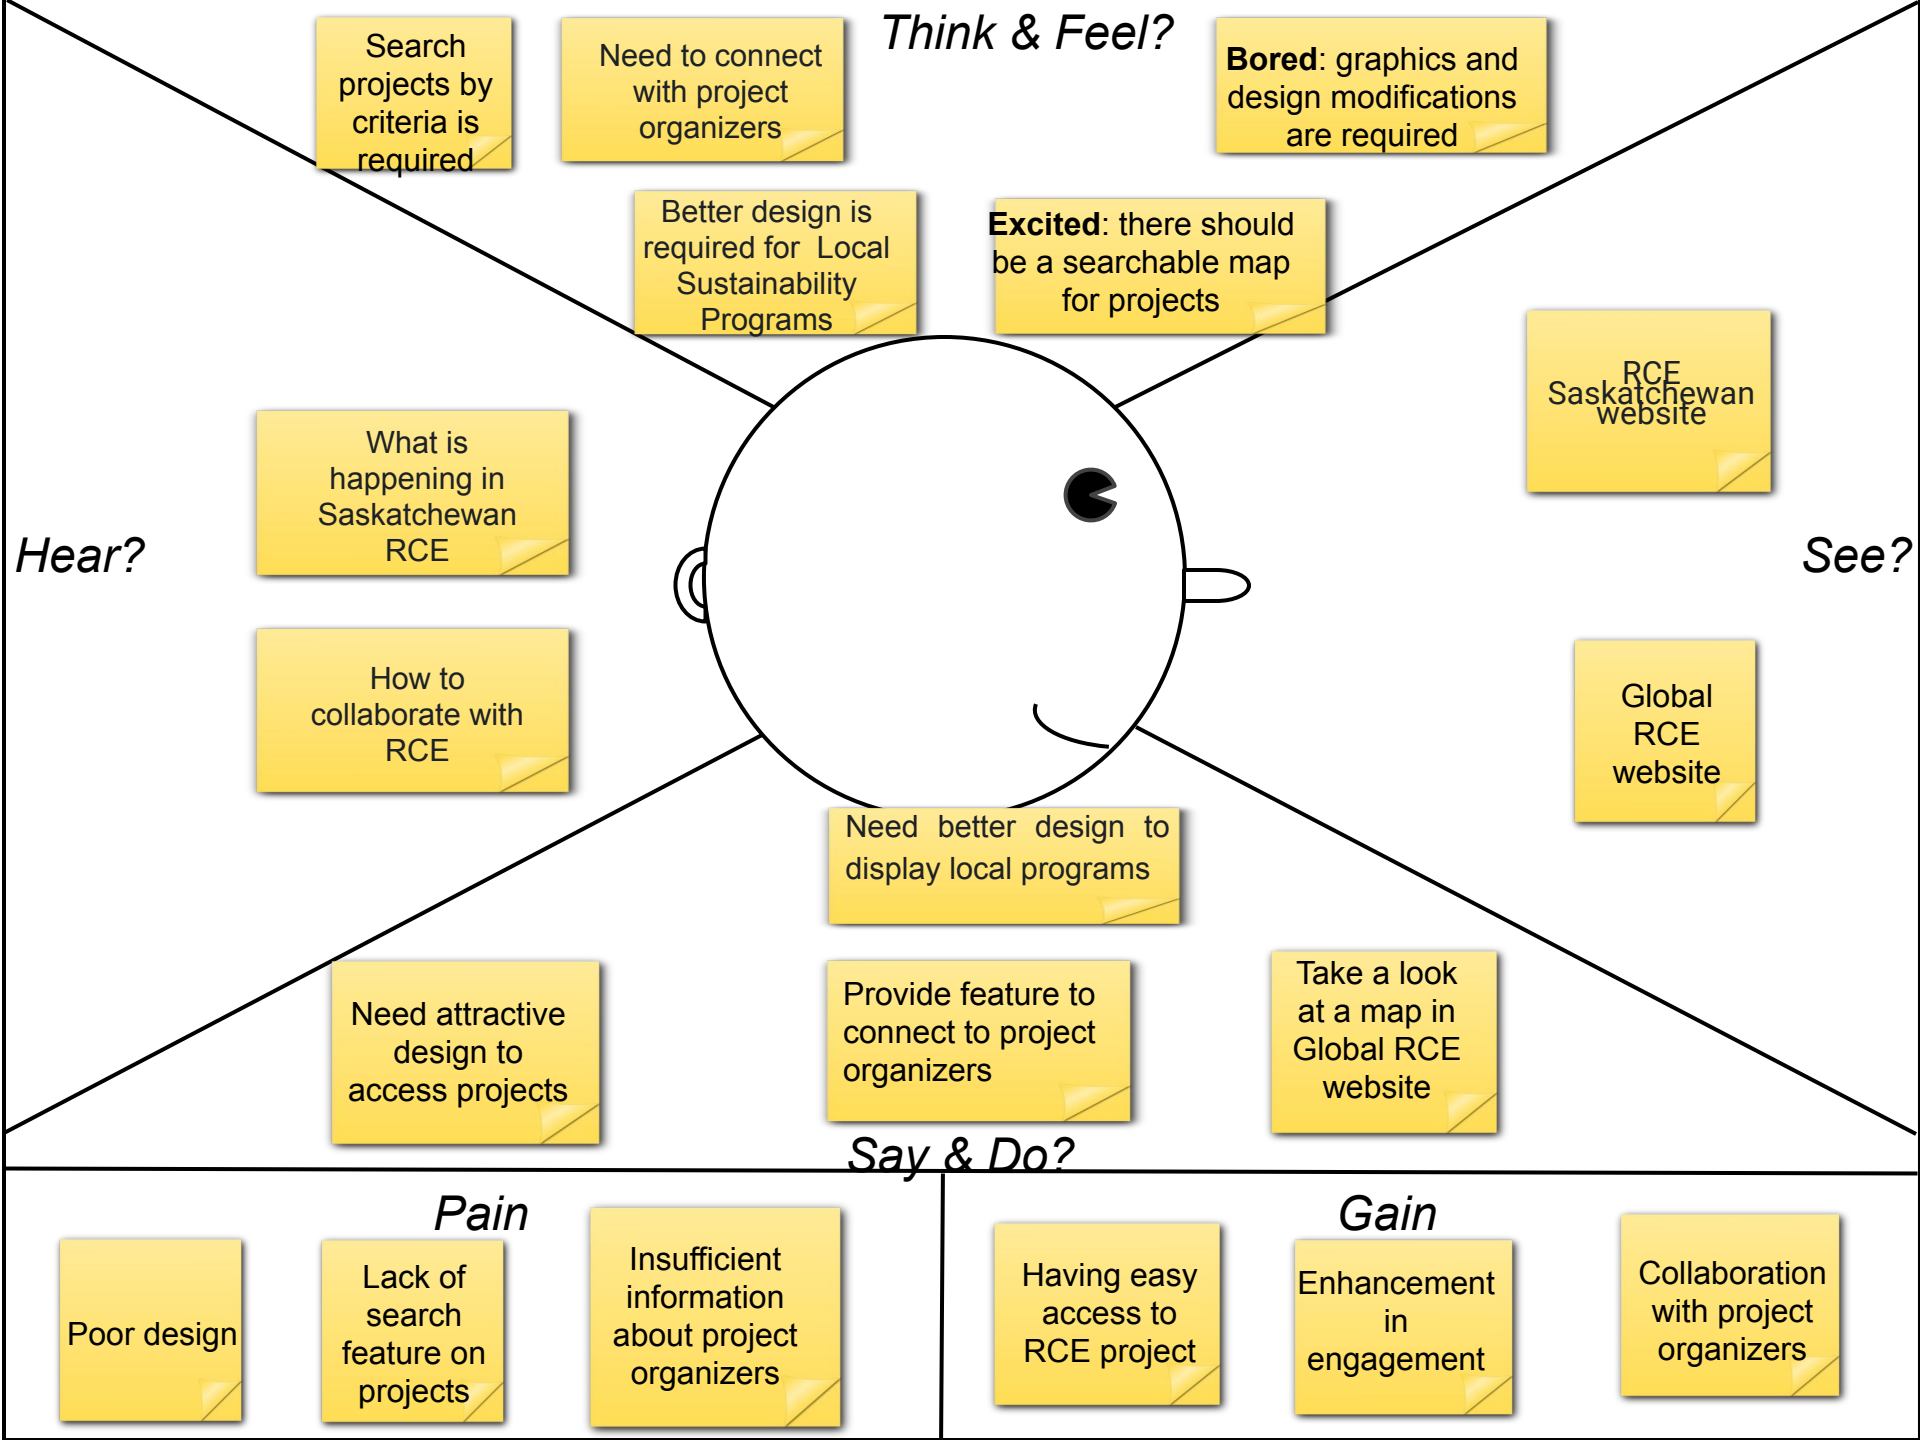 Think & Feel?
Search
projects by
criteria is
required
Need to connect
with project
organizers
Bored: graphics and
design modifications
are required
Better design is
required for Local
Sustainability
Programs
Excited: there should
be a searchable map
for projects
Hear?
What is
happening in
Saskatchewan
RCE
How to
collaborate with
RCE
See?
RCE
Saskatchewan
website
Global
RCE
website
Need better design to
display local programs
Need attractive
design to
access projects
Provide feature to
connect to project
organizers
Take a look
at a map in
Global RCE
website
Say & Do?
Pain
Poor design
Lack of
search
feature on
projects
Insufficient
information
about project
organizers
Gain
Having easy
access to
RCE project
Enhancement
in
engagement
Collaboration
with project
organizers